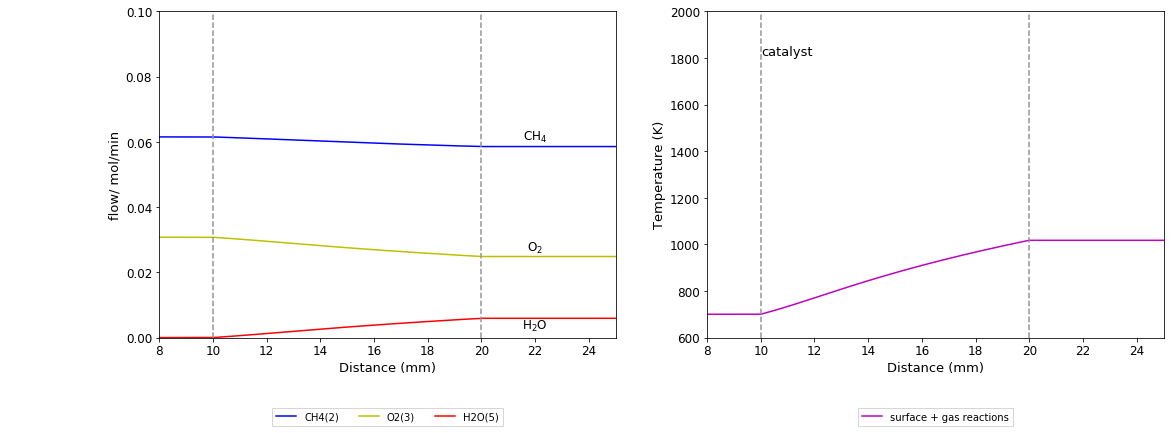 0.10
0.08
0.06
0.04
0.02
0.00
flow/ mol/min
CH4
O2
H2O
8 10 12 14 16 18 20 22 24
Distance (mm)
CH4(2) O2(3) H2O(5)
2000
1800
1600
1400
1200
1000
800
600
Temperature (K)
catalyst
8 10 12 14 16 18 20 22 24
Distance (mm)
surface + gas reactions